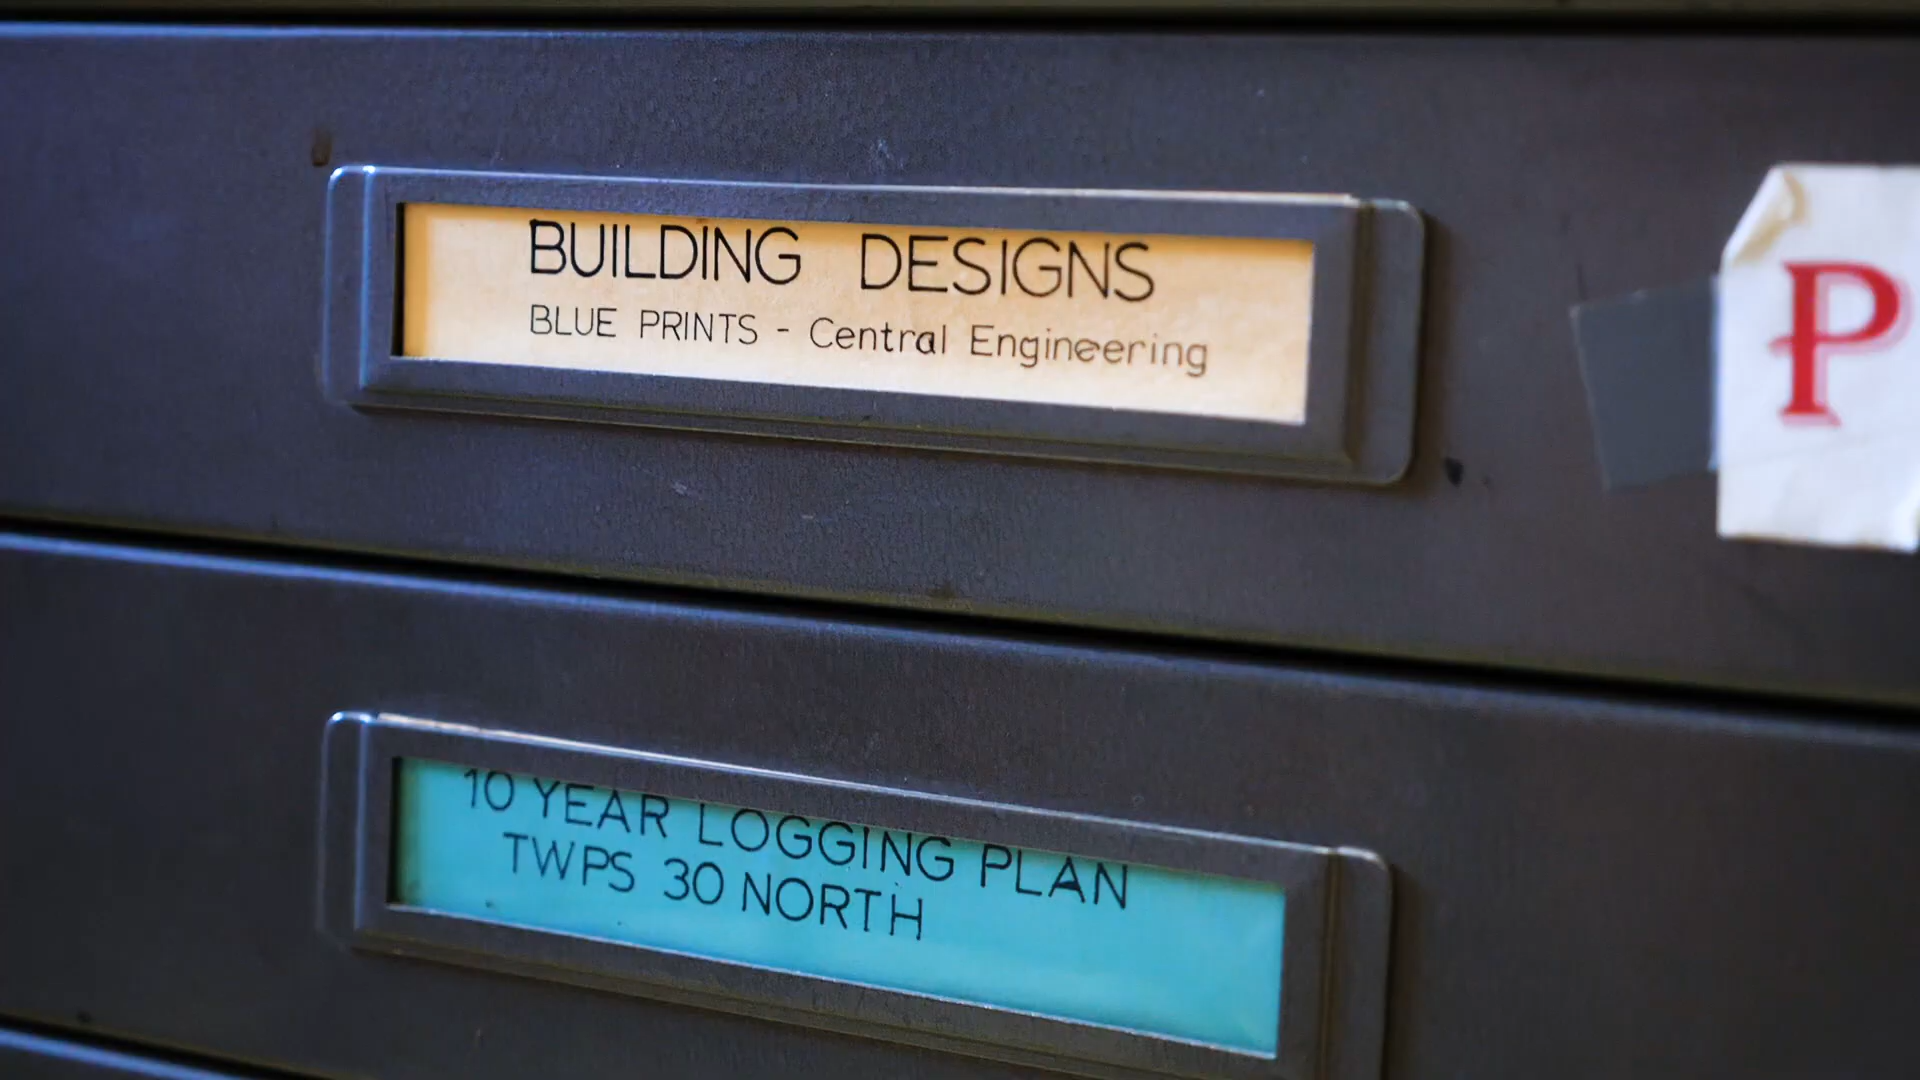 BUILDING DESIGNS
BLUE PRINTS - Central Engineering
P
10 YEAR LOGGING PLAN
TWPS 30 NORTH